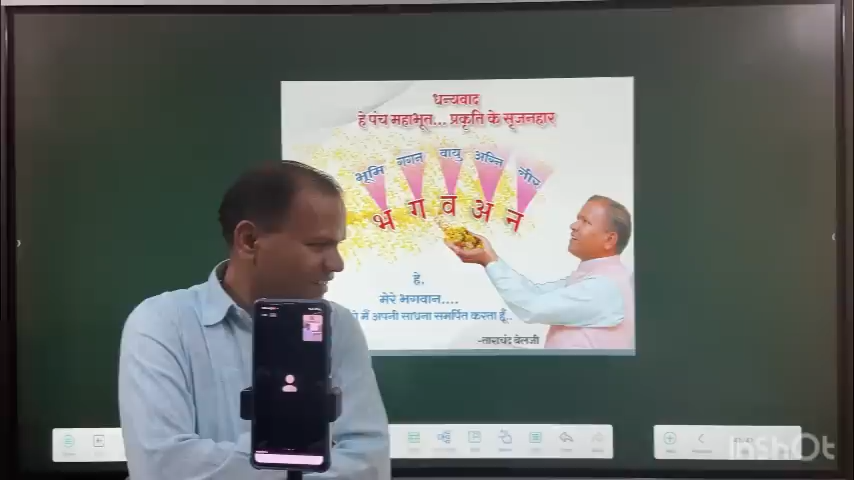 धन्यवाद
हे पंच महाभूत... प्रकृति के सृजनहार
भूमि गगन वायु अग्नि नीर
भ ग व अ न
हे,
मेरे भगवान....
मैं अपनी साधना समर्पित करता हूँ..
-ताराचंद बेलजी
InShOt